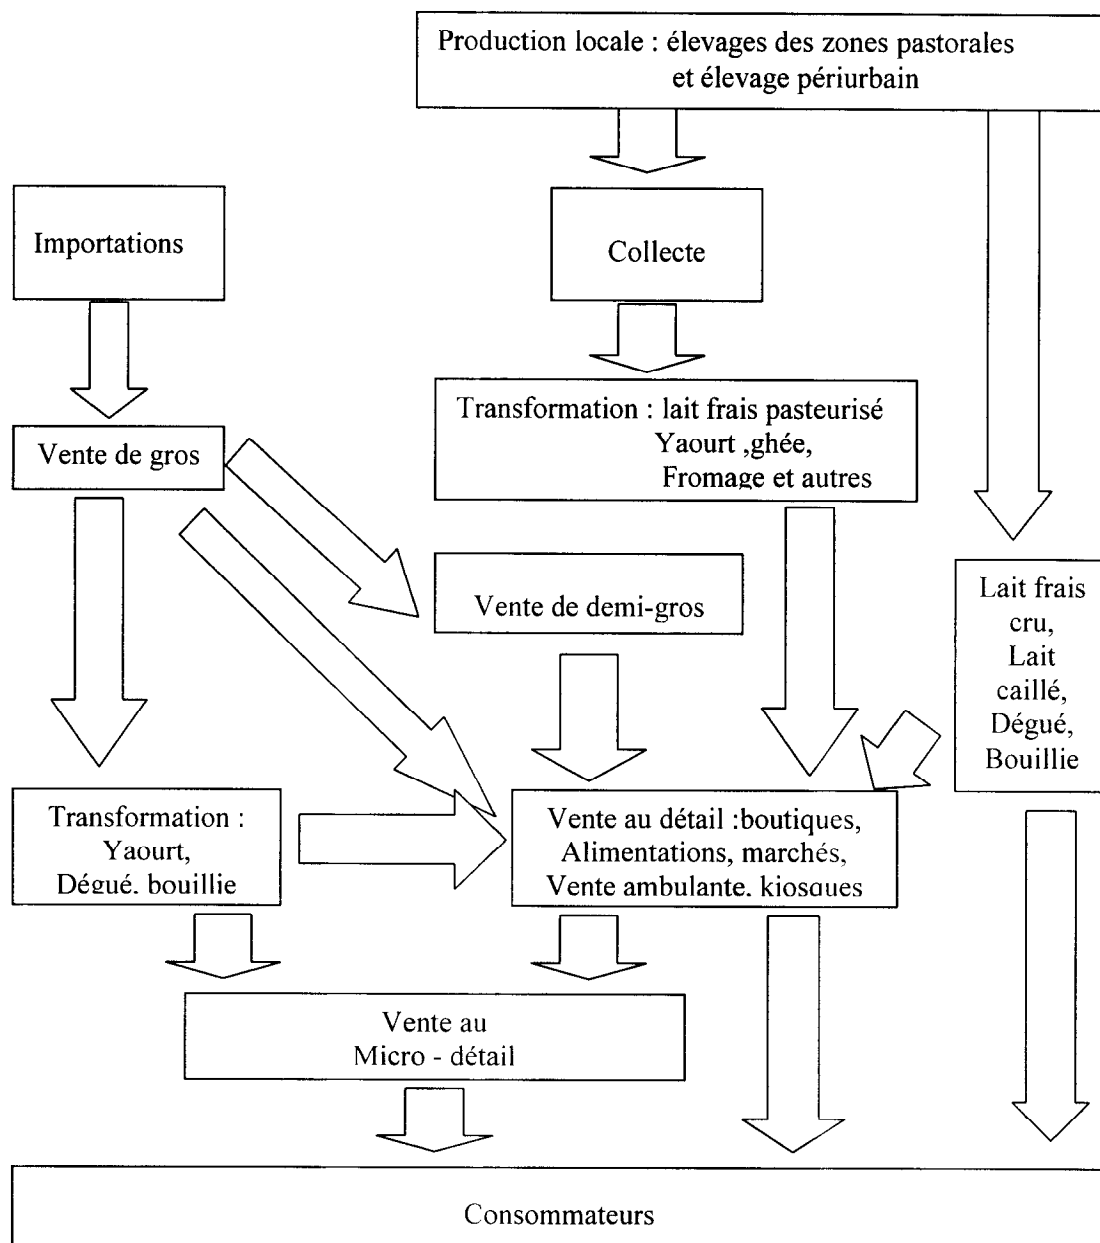 Production locale : élevages des zones pastorales
et élevage périurbain
Importations
Collecte
Transformation : lait frais pasteurisé
Yaourt ,ghée,
Fromage et autres
Vente de gros
Vente de demi-gros
Lait frais
cru,
Lait
caillé,
Dégué,
Bouillie
Transformation :
Yaourt,
Dégué, bouillie
Vente au détail :boutiques,
Alimentations, marchés,
Vente ambulante, kiosques
Vente au
Micro - détail
Consommateurs